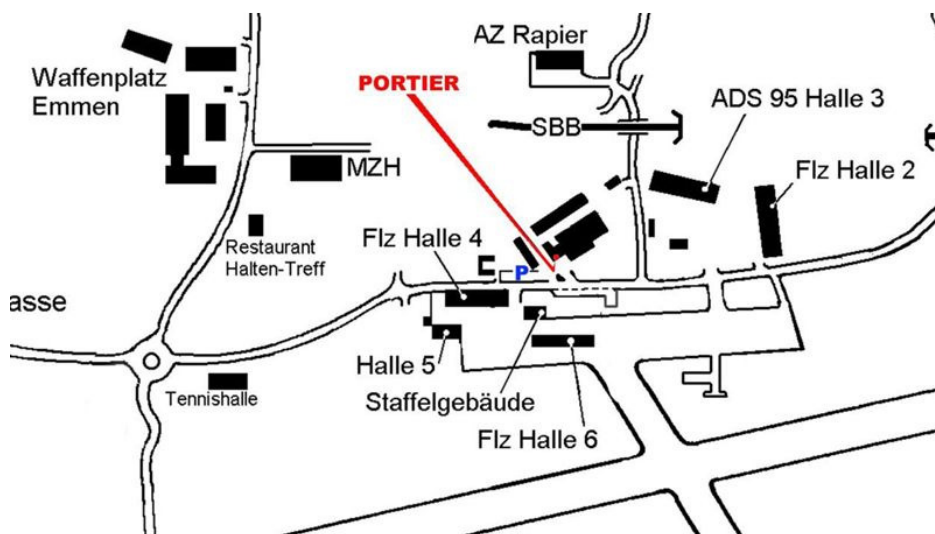 AZ Rapier
Waffenplatz
Emmen
PORTIER
ADS 95 Halle 3
SBB
MZH
Flz Halle 2
Restaurant
Halten-Treff
Flz Halle 4
P
asse
Halle 5
Tennishalle
Staffelgebäude
Flz Halle 6